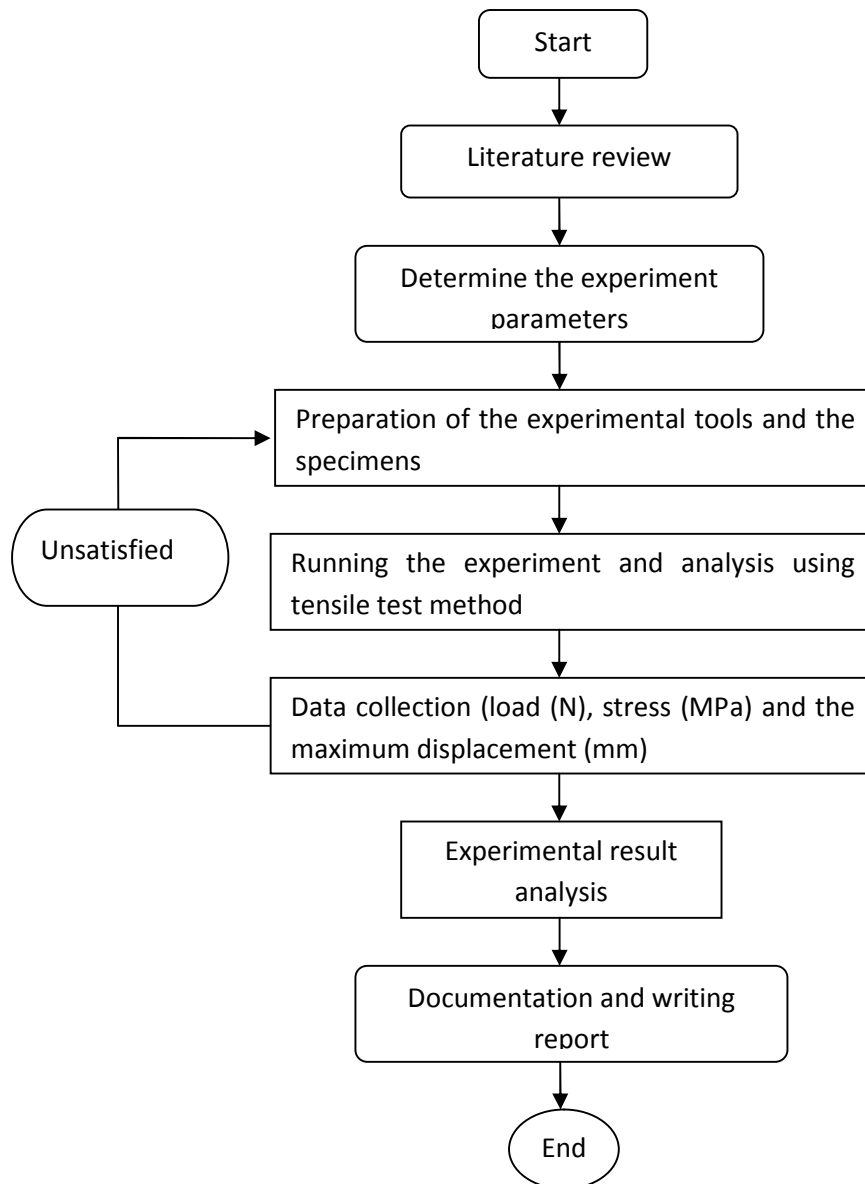 Start
Literature review
Determine the experiment
parameters
Preparation of the experimental tools and the
specimens
Unsatisfied
Running the experiment and analysis using
tensile test method
Data collection (load (N), stress (MPa) and the
maximum displacement (mm)
Experimental result
analysis
Documentation and writing
report
End